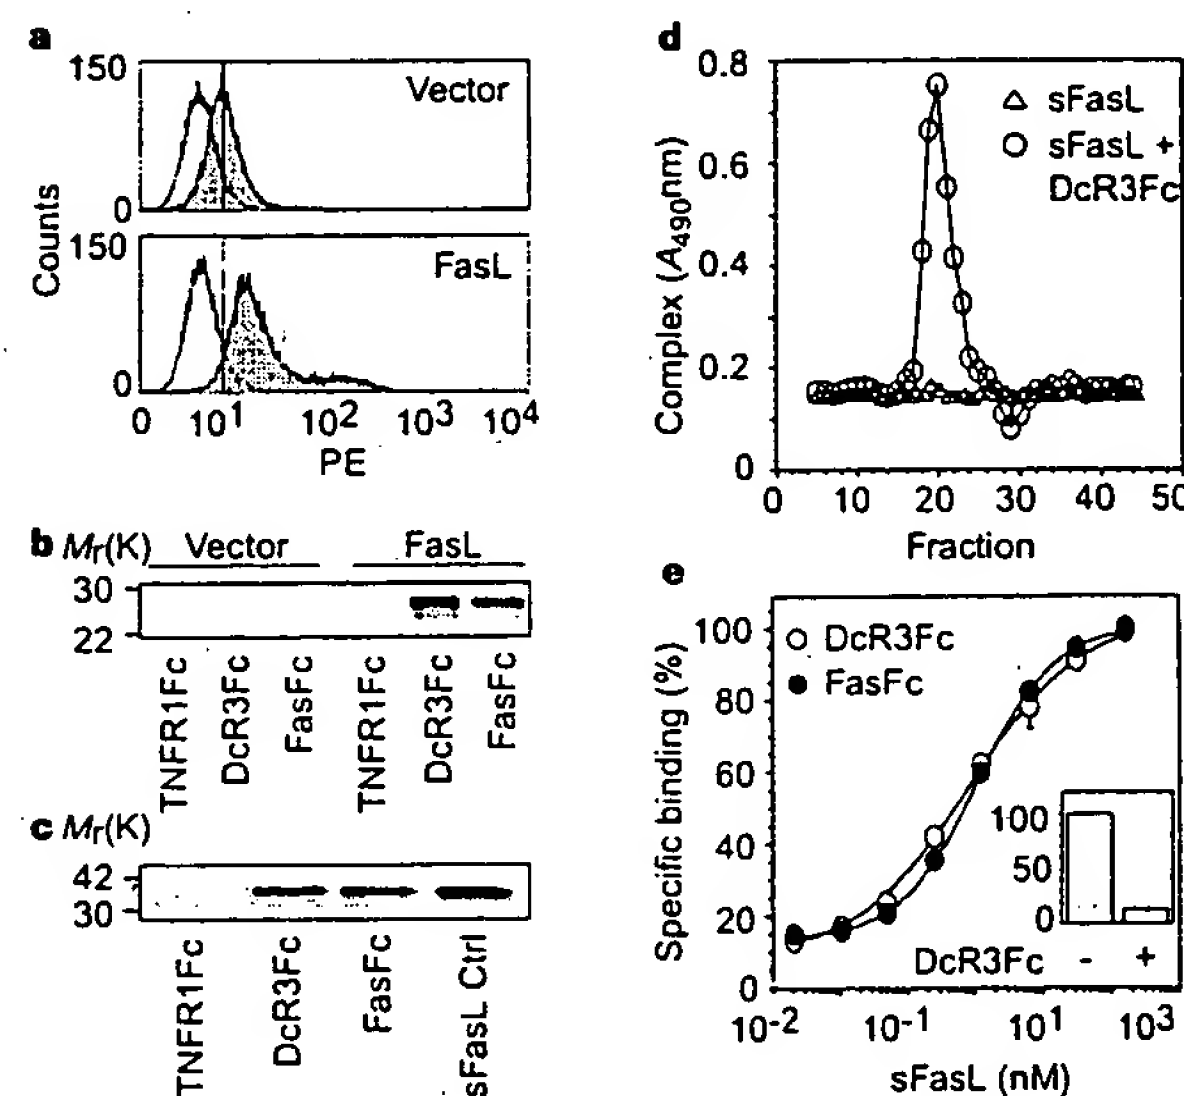 a
150
Vector
0
Counts
150
FasL
0
0 10¹ 10² 10³ 10⁴
PE
b Mr(K) Vector FasL
30
22
TNFR1Fc DcR3Fc FasFc TNFR1Fc DcR3Fc FasFc
c Mr(K)
42
30
TNFR1Fc DcR3Fc FasFc sFasL Ctrl
d
0.8
0.6
0.4
0.2
0
Complex (A490nm)
sFasL
sFasL +
DcR3Fc
0 10 20 30 40 50
Fraction
e
100
80
60
40
20
0
Specific binding (%)
DcR3Fc
FasFc
100
50
0
DcR3Fc - +
10-2 10-1 10¹ 10³
sFasL (nM)